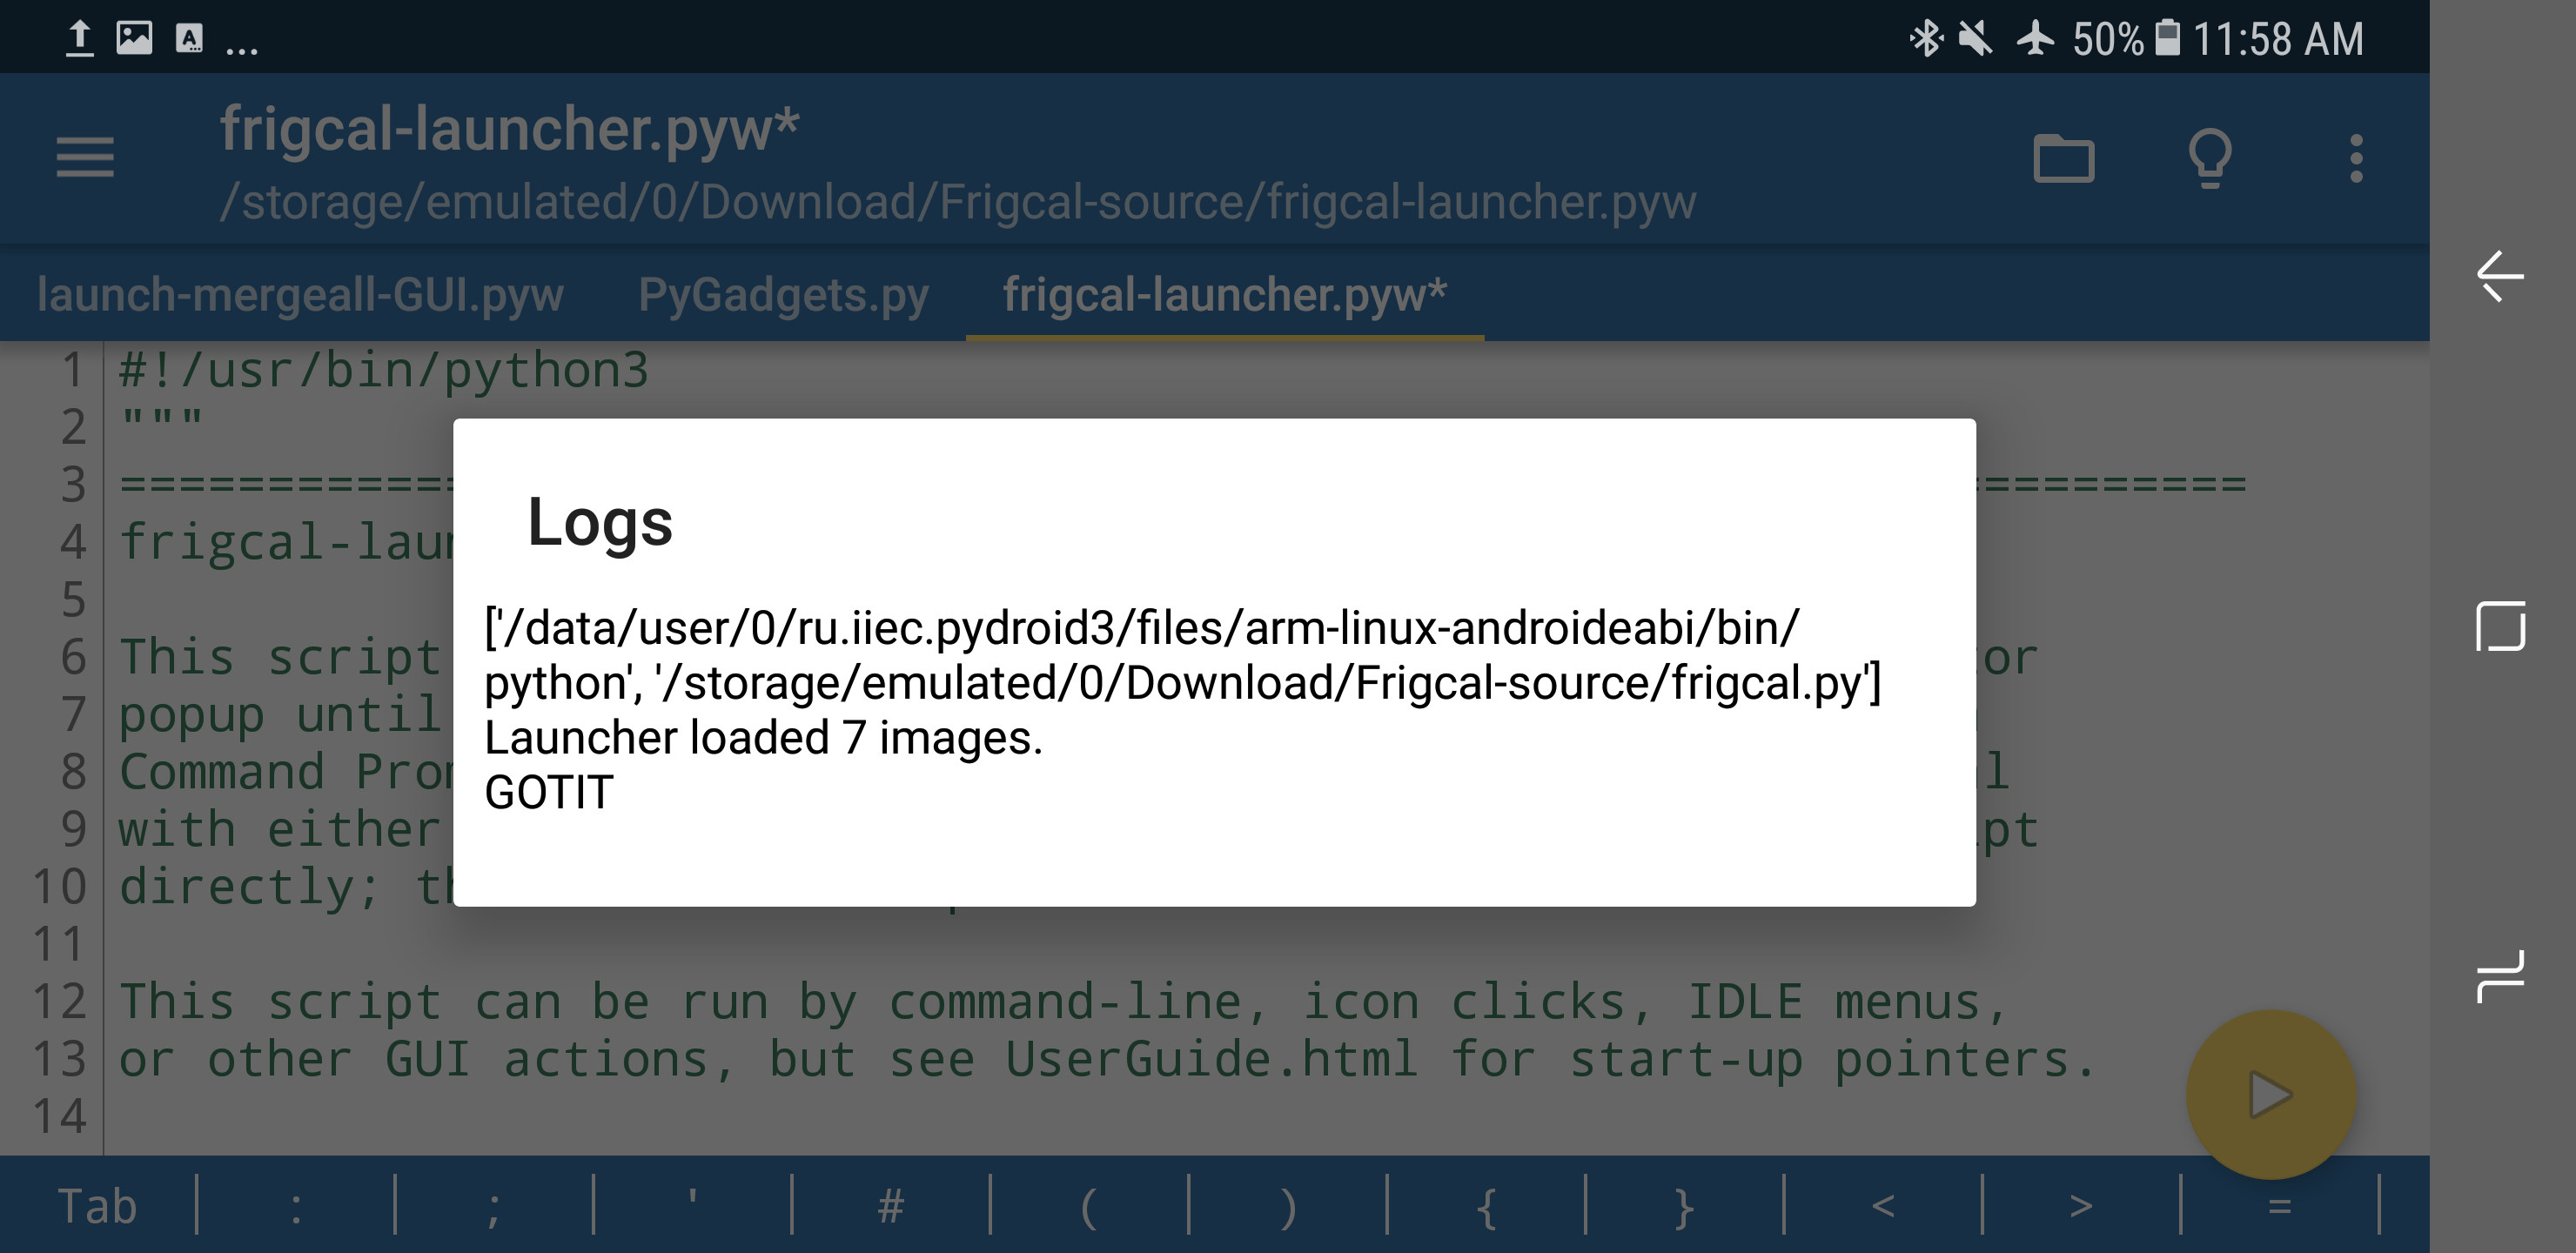 ... 50% 11:58 AM
frigcal-launcher.pyw*
/storage/emulated/0/Download/Frigcal-source/frigcal-launcher.pyw
launch-mergeall-GUI.pyw PyGadgets.py frigcal-launcher.pyw*
1 #!/usr/bin/python3
2 """
3 ============ ==========
4 frigcal-laun
5
6 This script or
7 popup until
8 Command Pro l
9 with either pt
10 directly; t
11
12 This script can be run by command-line, icon clicks, IDLE menus,
13 or other GUI actions, but see UserGuide.html for start-up pointers.
14
Logs
['/data/user/0/ru.iiec.pydroid3/files/arm-linux-androideabi/bin/
python', '/storage/emulated/0/Download/Frigcal-source/frigcal.py']
Launcher loaded 7 images.
GOTIT
Tab | : | ; | ' | # | ( | ) | { | } | < | > | = |